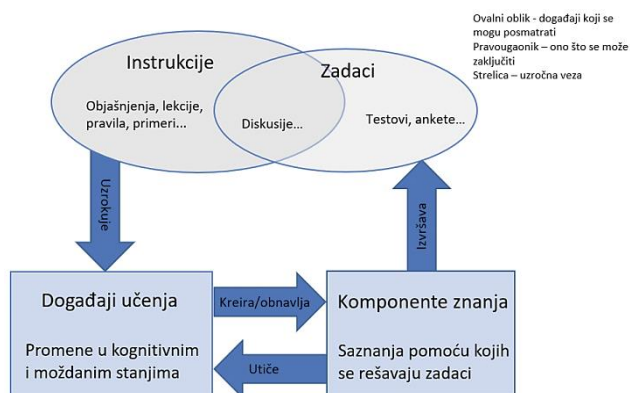 Ovalni oblik - događaji koji se
mogu posmatrati
Pravougaonik – ono što se može
zaključiti
Strelica – uzročna veza
Instrukcije
Zadaci
Objašnjenja, lekcije,
pravila, primeri...
Diskusije...
Testovi, ankete...
Uzrokuje
Izvršava
Događaji učenja
Promene u kognitivnim
i moždanim stanjima
Kreira/obnavlja
Utiče
Komponente znanja
Saznanja pomoću kojih
se rešavaju zadaci